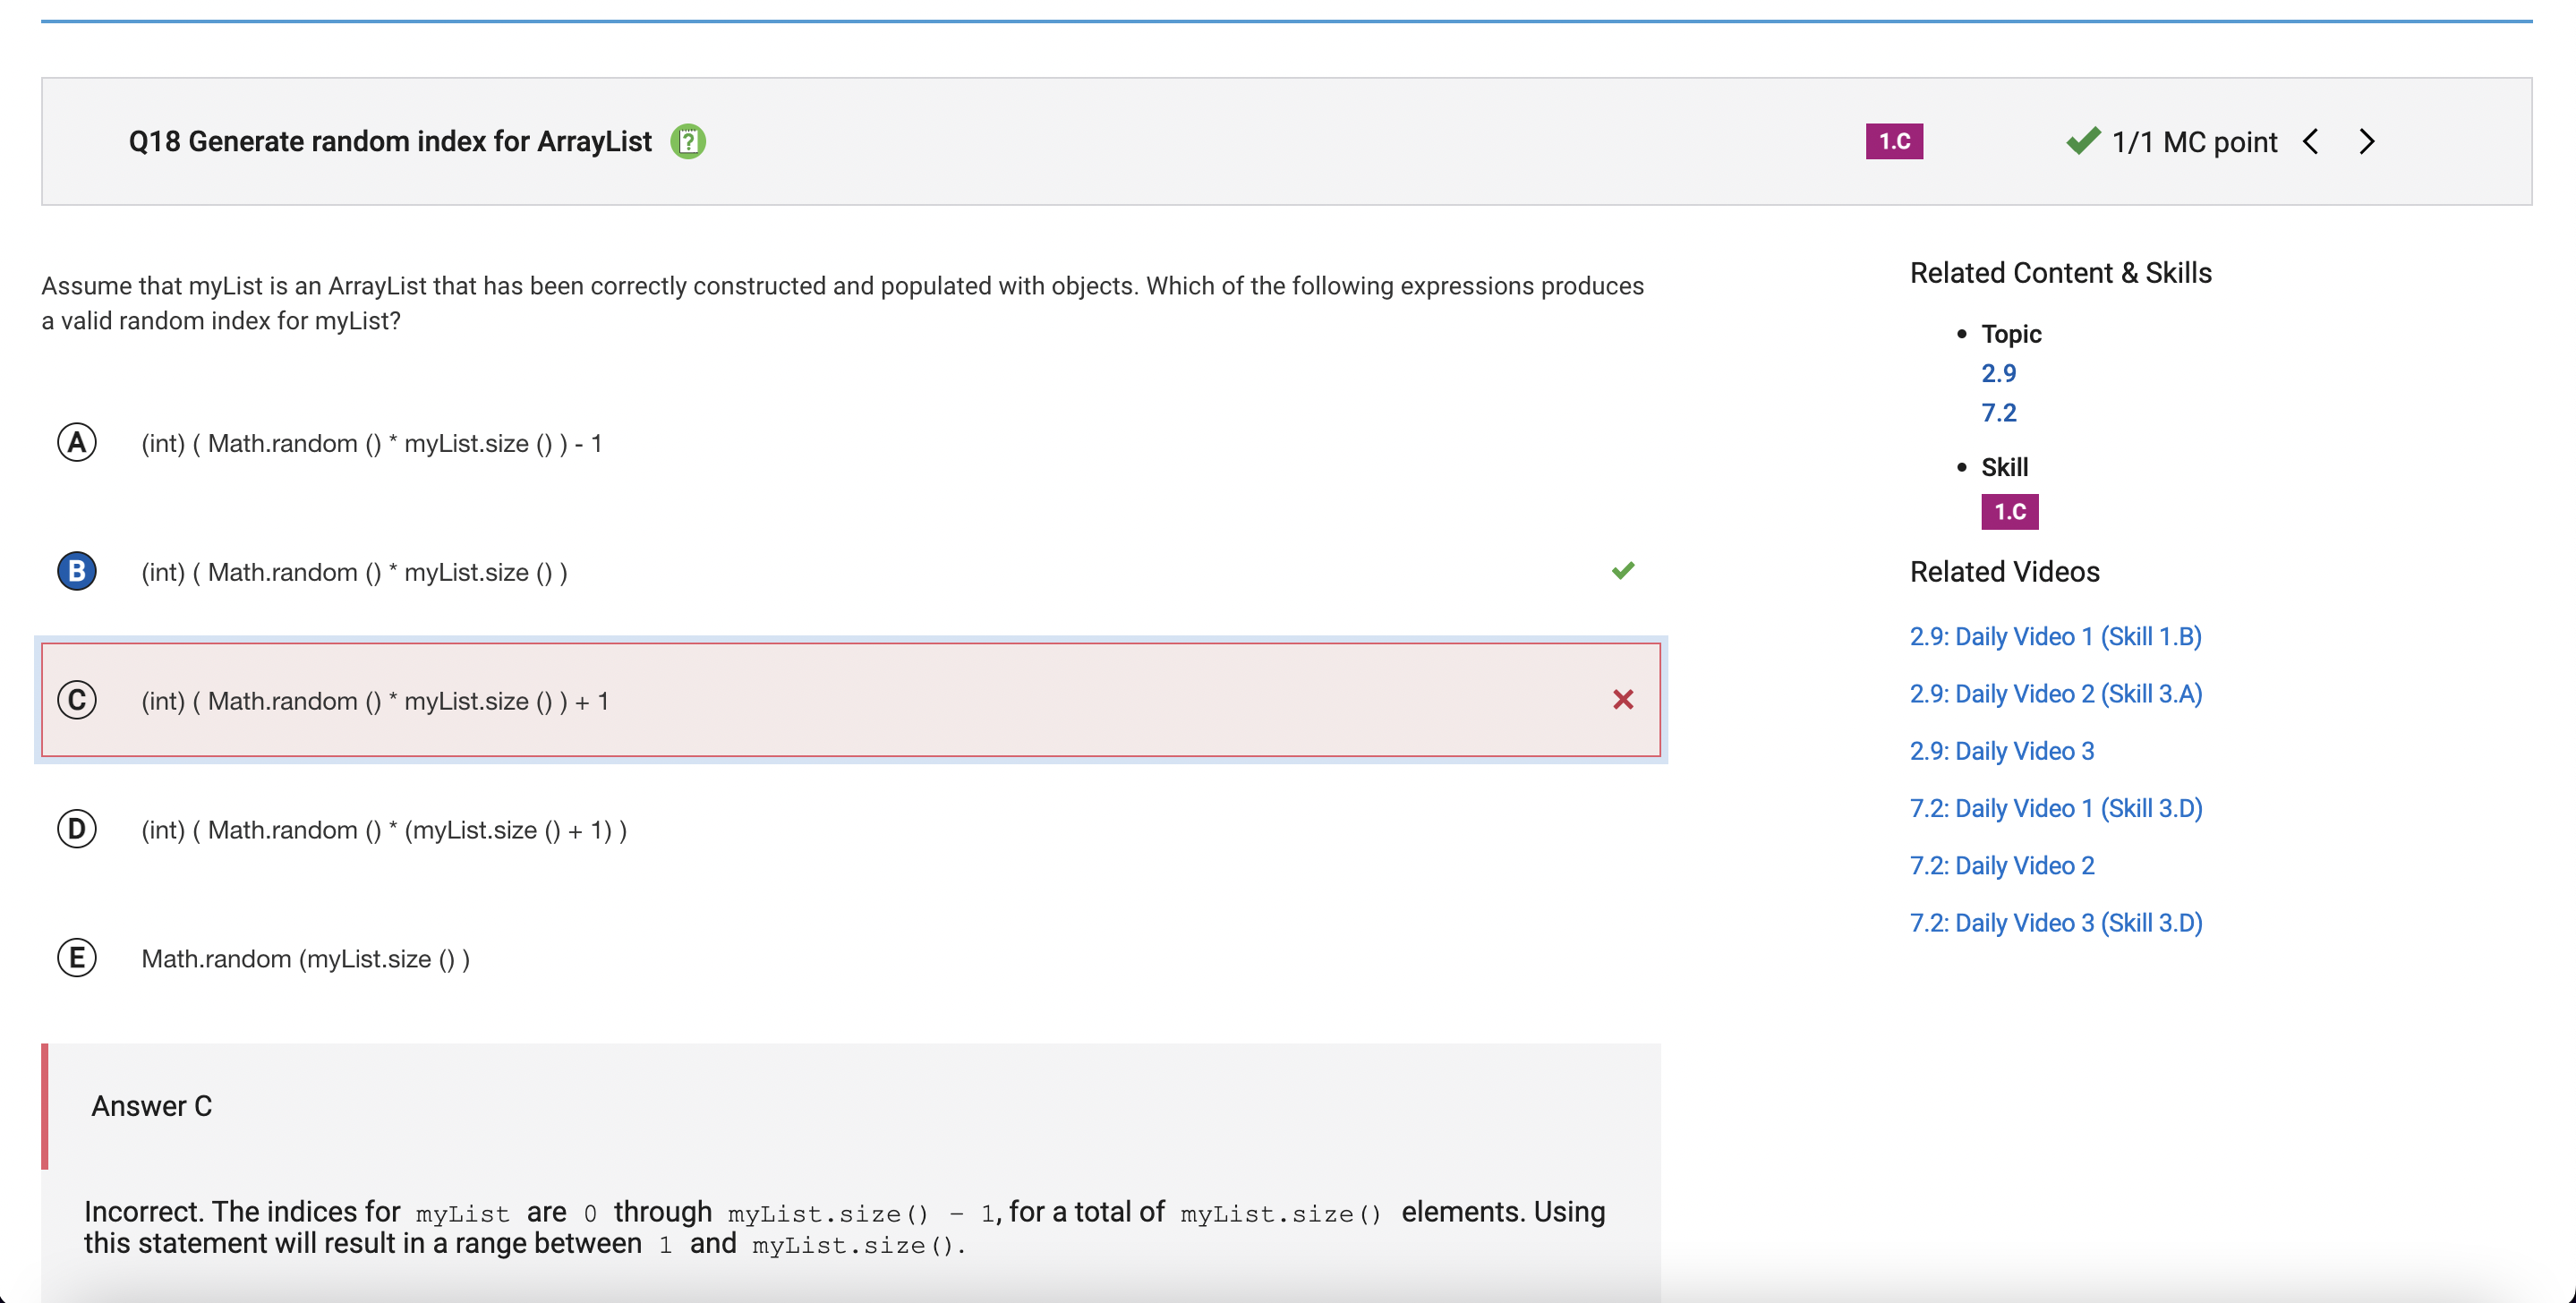 Q18 Generate random index for ArrayList ?
1.C
1/1 MC point
Assume that myList is an ArrayList that has been correctly constructed and populated with objects. Which of the following expressions produces
a valid random index for myList?
A (int) ( Math.random () * myList.size () ) - 1
B (int) ( Math.random () * myList.size () )
C (int) ( Math.random () * myList.size () ) + 1
D (int) ( Math.random () * (myList.size () + 1) )
E Math.random (myList.size () )
Answer C
Incorrect. The indices for myList are 0 through myList.size() - 1, for a total of myList.size() elements. Using
this statement will result in a range between 1 and myList.size().
Related Content & Skills
• Topic
2.9
7.2
• Skill
1.C
Related Videos
2.9: Daily Video 1 (Skill 1.B)
2.9: Daily Video 2 (Skill 3.A)
2.9: Daily Video 3
7.2: Daily Video 1 (Skill 3.D)
7.2: Daily Video 2
7.2: Daily Video 3 (Skill 3.D)